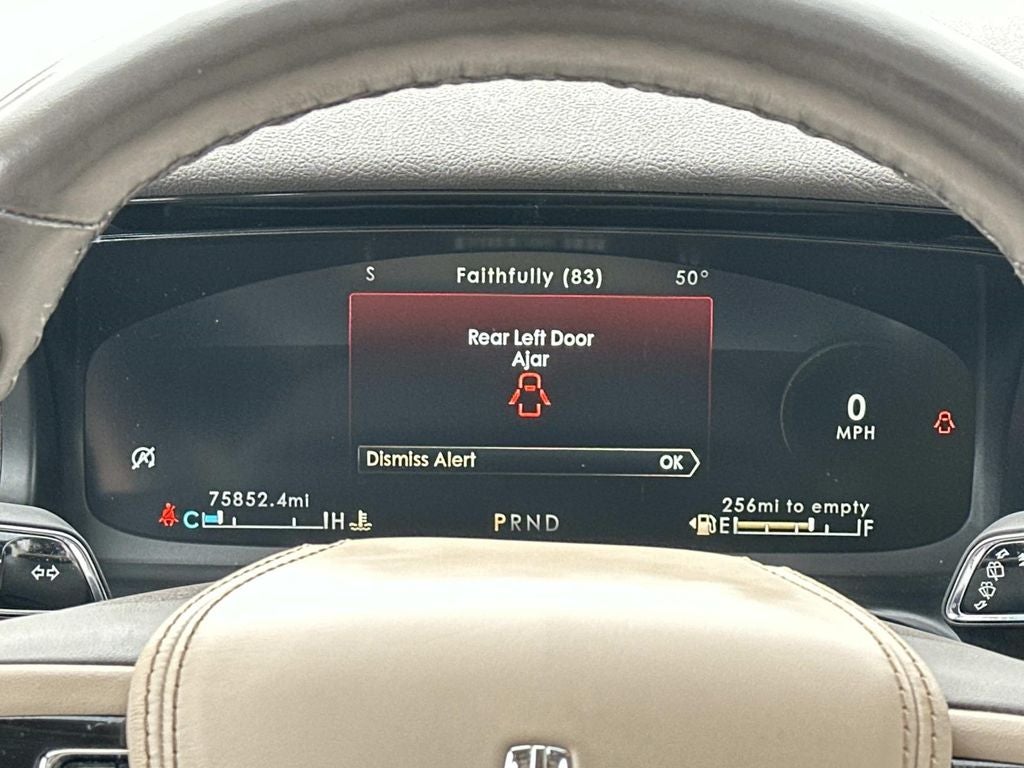 S Faithfully (83) 50°
Rear Left Door
Ajar
Dismiss Alert OK
0
MPH
75852.4mi
256mi to empty
C H
PRND
E F